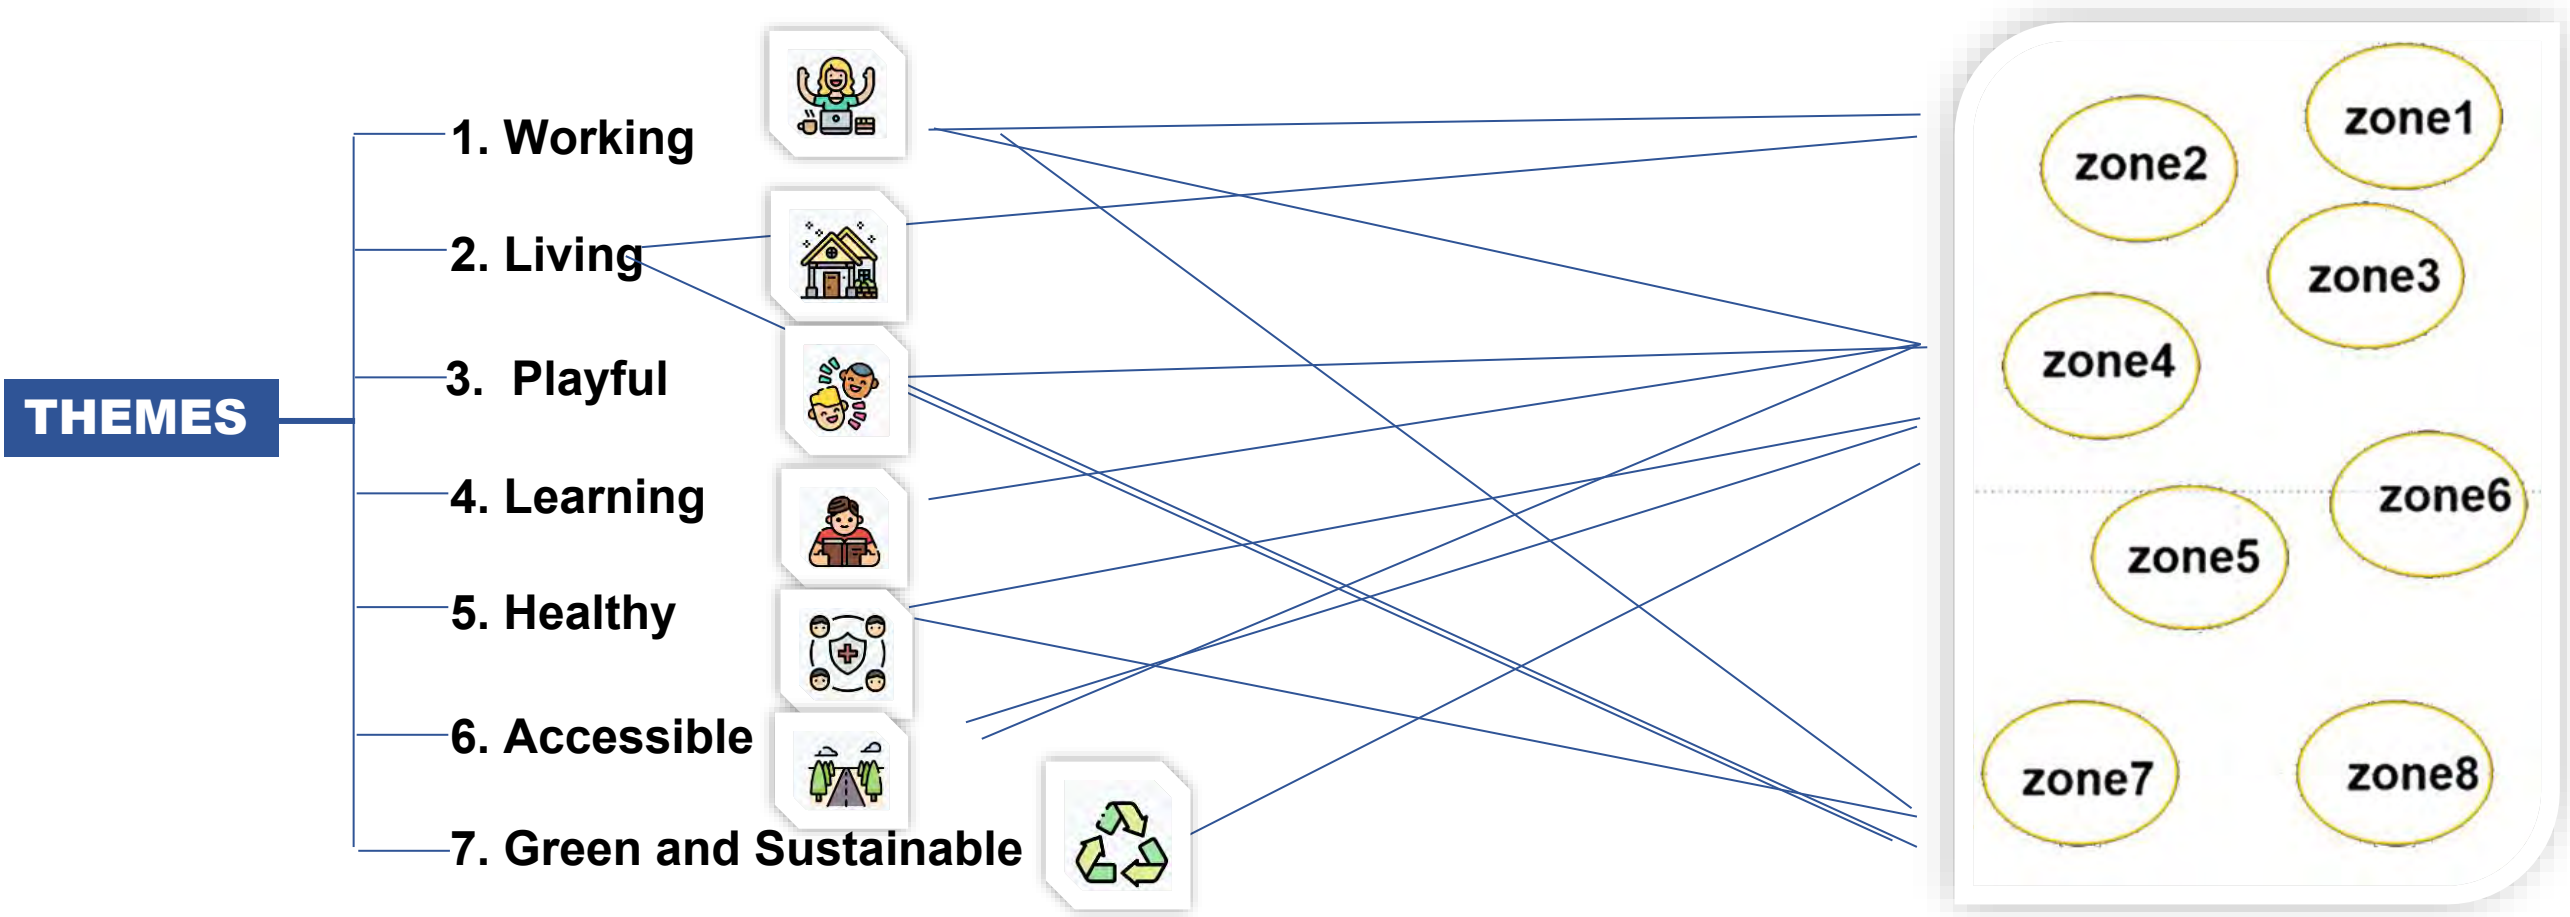 THEMES
1. Working
2. Living
3. Playful
4. Learning
5. Healthy
6. Accessible
7. Green and Sustainable
zone1
zone2
zone3
zone4
zone6
zone5
zone7
zone8